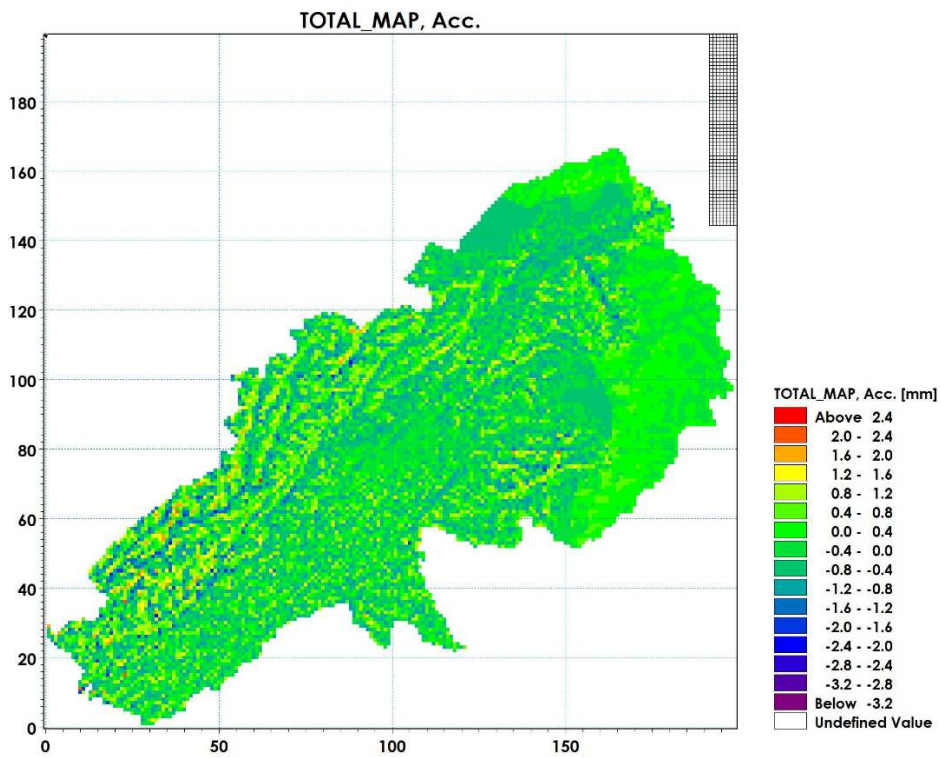 TOTAL_MAP, Acc.
180
160
140
120
100
80
60
40
20
0
0 50 100 150
TOTAL_MAP, Acc. [mm]
Above 2.4
2.0 - 2.4
1.6 - 2.0
1.2 - 1.6
0.8 - 1.2
0.4 - 0.8
0.0 - 0.4
-0.4 - 0.0
-0.8 - -0.4
-1.2 - -0.8
-1.6 - -1.2
-2.0 - -1.6
-2.4 - -2.0
-2.8 - -2.4
-3.2 - -2.8
Below -3.2
Undefined Value